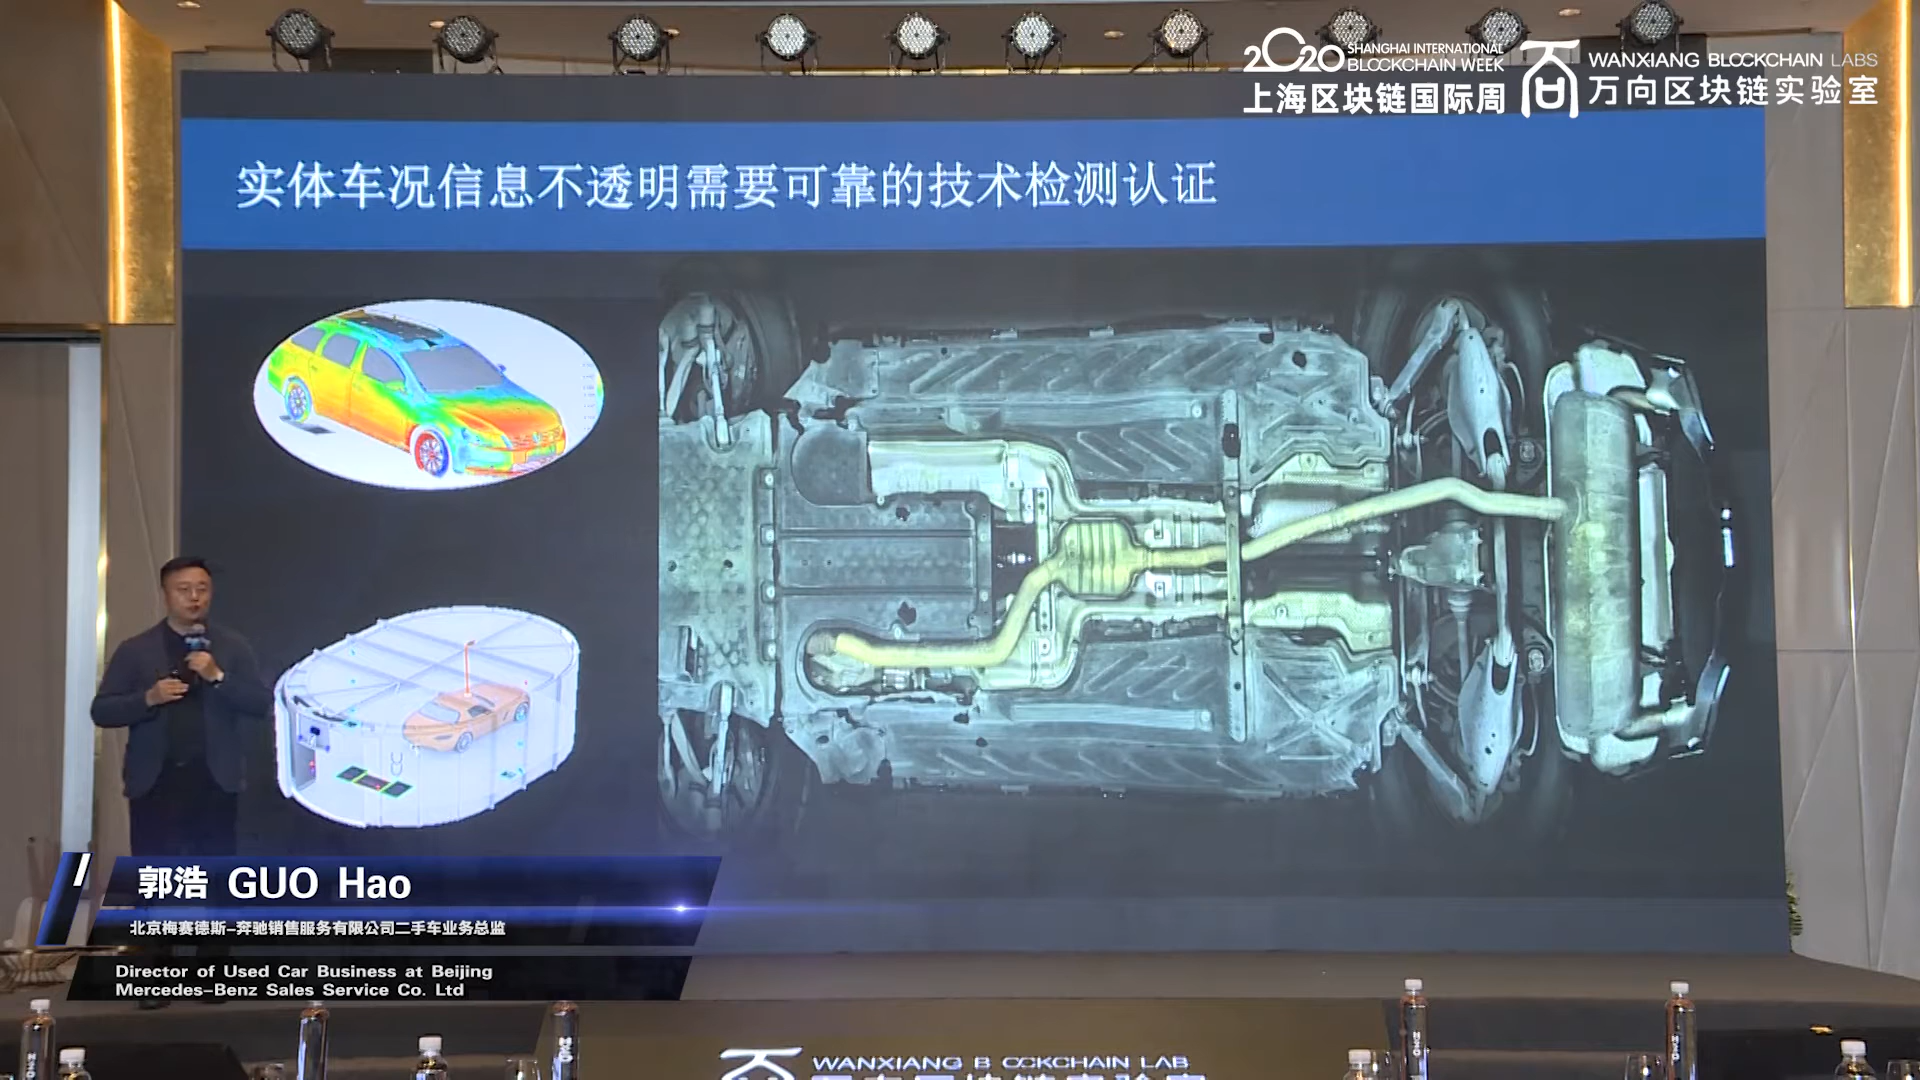 2020 SHANGHAI INTERNATIONAL
BLOCKCHAIN WEEK
上海区块链国际周
WANXIANG BLOCKCHAIN LABS
万向区块链实验室
实体车况信息不透明需要可靠的技术检测认证
郭浩 GUO Hao
北京梅赛德斯-奔驰销售服务有限公司二手车业务总监
Director of Used Car Business at Beijing
Mercedes-Benz Sales Service Co. Ltd
WANXIANG B OCKCHAIN LAB